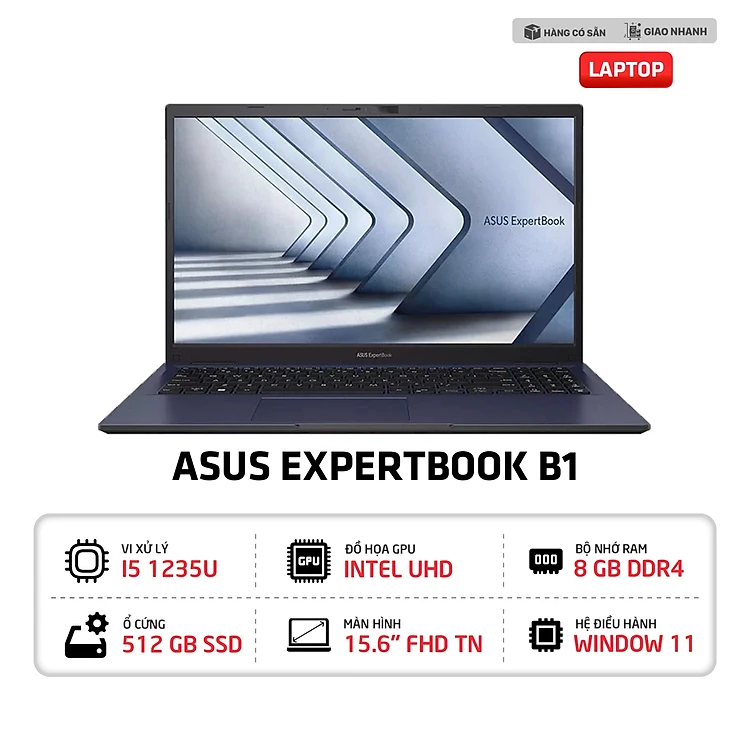 HÀNG CÓ SẴN
GIAO NHANH
LAPTOP
ASUS ExpertBook
ASUS ExpertBook
ASUS EXPERTBOOK B1
VI XỬ LÝ
I5 1235U
GPU
ĐỒ HỌA GPU
INTEL UHD
BỘ NHỚ RAM
8 GB DDR4
Ổ CỨNG
512 GB SSD
MÀN HÌNH
15.6” FHD TN
HỆ ĐIỀU HÀNH
WINDOW 11